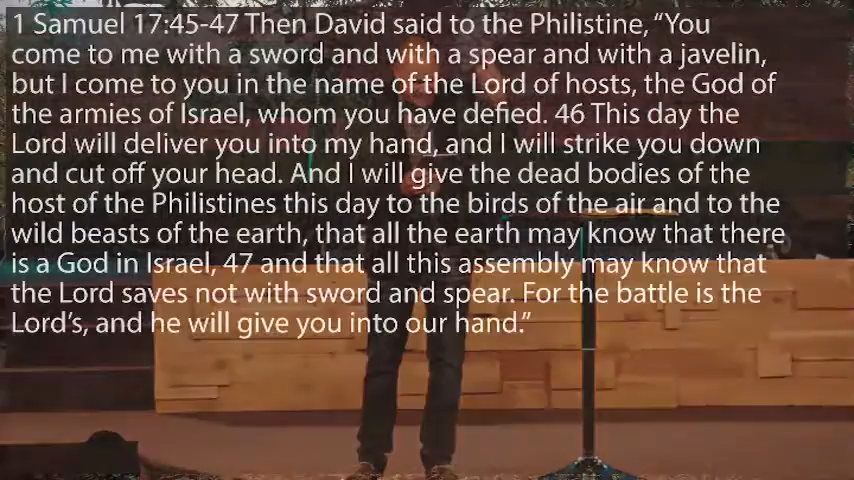 1 Samuel 17:45-47 Then David said to the Philistine, “You
come to me with a sword and with a spear and with a javelin,
but I come to you in the name of the Lord of hosts, the God of
the armies of Israel, whom you have defied. 46 This day the
Lord will deliver you into my hand, and I will strike you down
and cut off your head. And I will give the dead bodies of the
host of the Philistines this day to the birds of the air and to the
wild beasts of the earth, that all the earth may know that there
is a God in Israel, 47 and that all this assembly may know that
the Lord saves not with sword and spear. For the battle is the
Lord’s, and he will give you into our hand.”